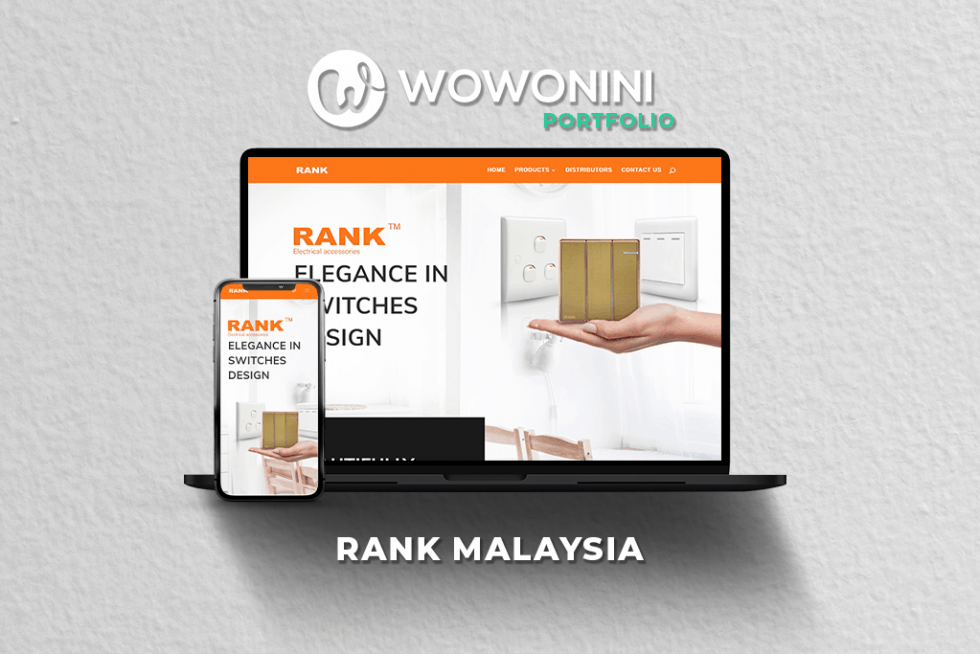 WOWONINI
PORTFOLIO
RANK
HOME PRODUCTS DISTRIBUTORS CONTACT US
RANK™
Electrical accessories
ELEGANCE IN
SWITCHES
DESIGN
RANK
RANK™
Electrical accessories
ELEGANCE IN
SWITCHES
DESIGN
RANK MALAYSIA